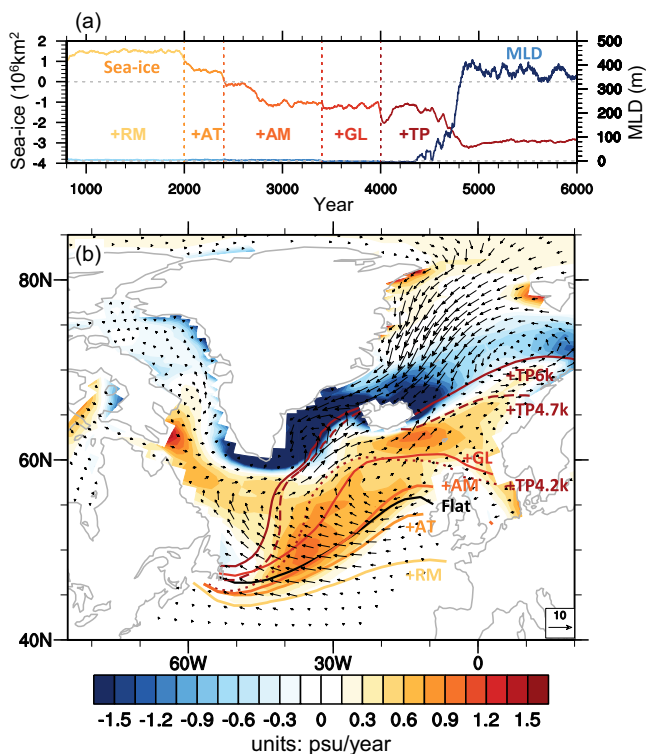 (a)
Sea-ice (10⁶km²)
2
1
0
-1
-2
-3
-4
Sea-ice
MLD
+RM
+AT
+AM
+GL
+TP
500
400
300
200
100
0
MLD (m)
1000 2000 3000 4000 5000 6000
Year
(b)
80N
60N
40N
+TP6k
+TP4.7k
+GL
+TP4.2k
+AM
Flat
+AT
+RM
10
60W 30W 0
-1.5 -1.2 -0.9 -0.6 -0.3 0 0.3 0.6 0.9 1.2 1.5
units: psu/year